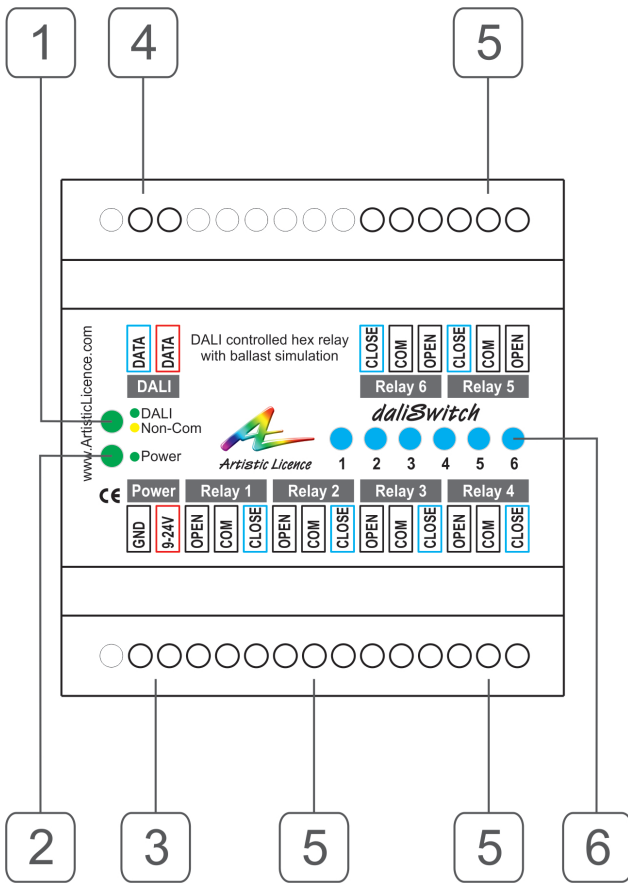 1
4
5
www.ArtisticLicence.com
DATA
DATA
DALI
DALI controlled hex relay
with ballast simulation
CLOSE
COM
OPEN
CLOSE
COM
OPEN
Relay 6
Relay 5
DALI
Non-Com
Power
Artistic Licence
daliSwitch
1 2 3 4 5 6
CE
Power
Relay 1
Relay 2
Relay 3
Relay 4
GND
9-24V
OPEN
COM
CLOSE
OPEN
COM
CLOSE
OPEN
COM
CLOSE
OPEN
COM
CLOSE
2
3
5
5
6